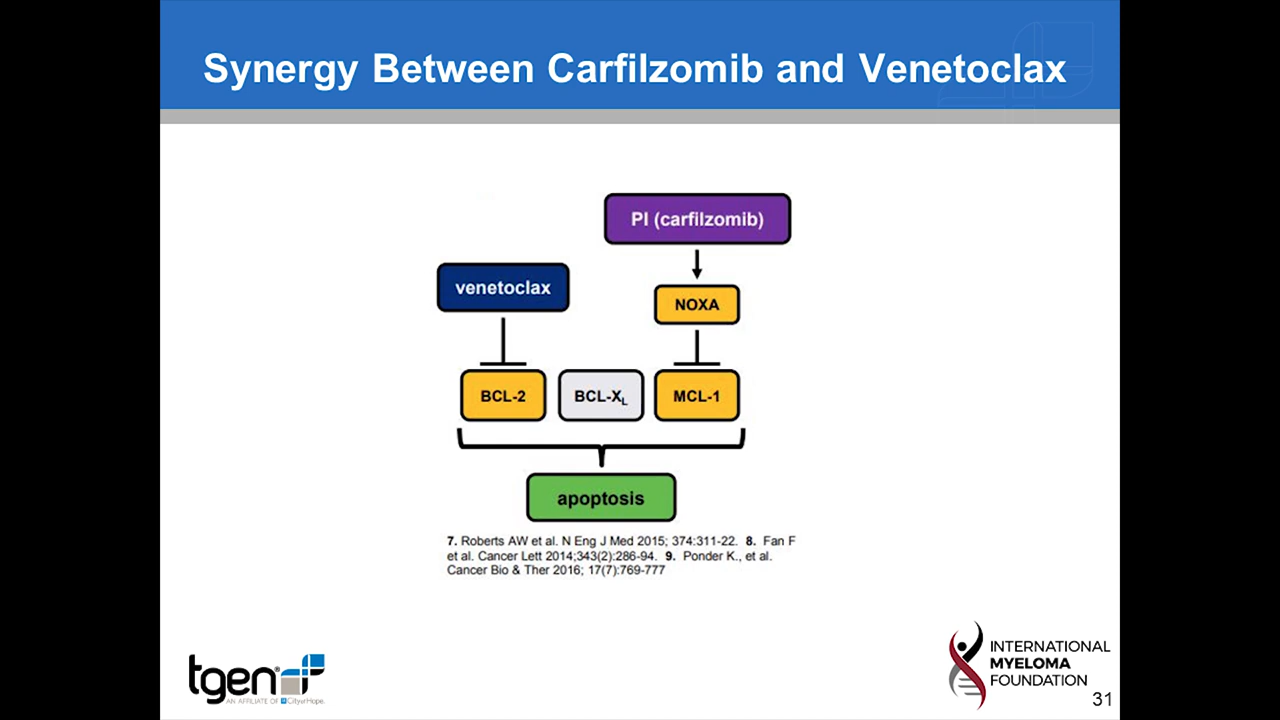 Synergy Between Carfilzomib and Venetoclax
PI (carfilzomib)
venetoclax
NOXA
BCL-2
BCL-XL
MCL-1
apoptosis
7. Roberts AW et al. N Eng J Med 2015; 374:311-22. 8. Fan F
et al. Cancer Lett 2014;343(2):286-94. 9. Ponder K., et al.
Cancer Bio & Ther 2016; 17(7):769-777
tgen®
AN AFFILIATE OF City of Hope.
INTERNATIONAL
MYELOMA
FOUNDATION
31